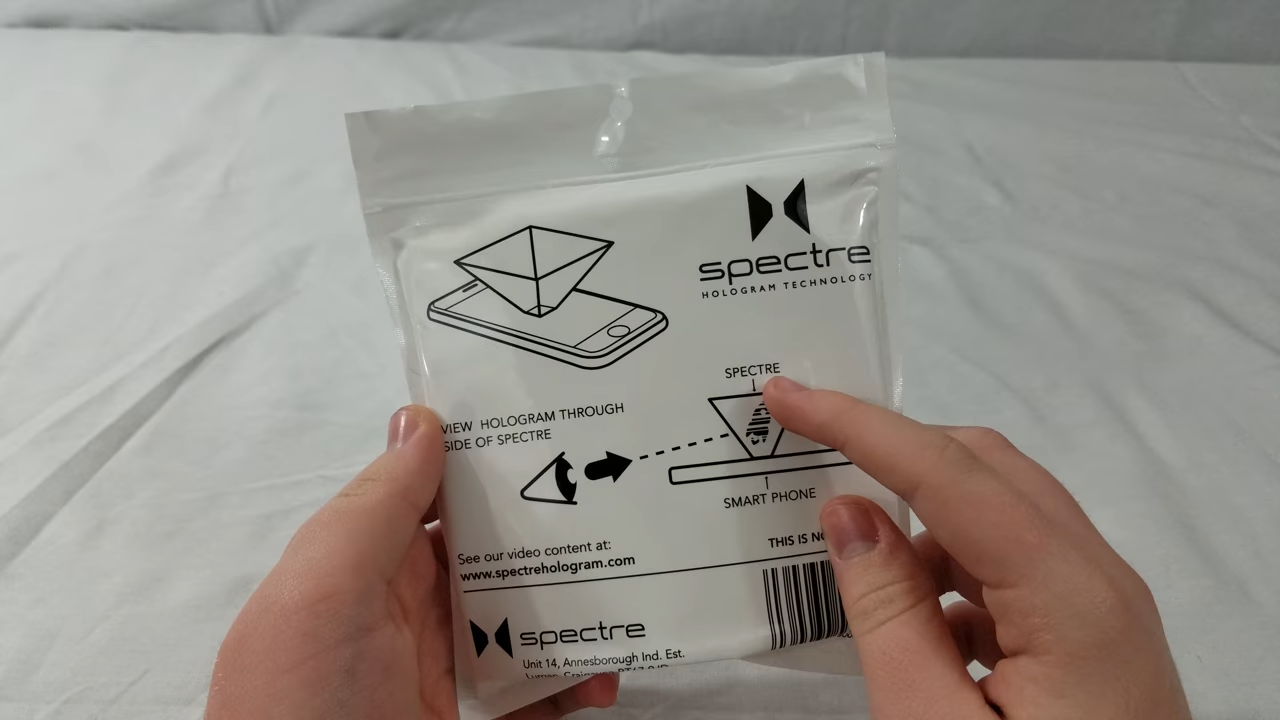 spectre
HOLOGRAM TECHNOLOGY
SPECTRE
VIEW HOLOGRAM THROUGH
SIDE OF SPECTRE
SMART PHONE
See our video content at:
www.spectrehologram.com
THIS IS
spectre
Unit 14, Annesborough Ind. Est.